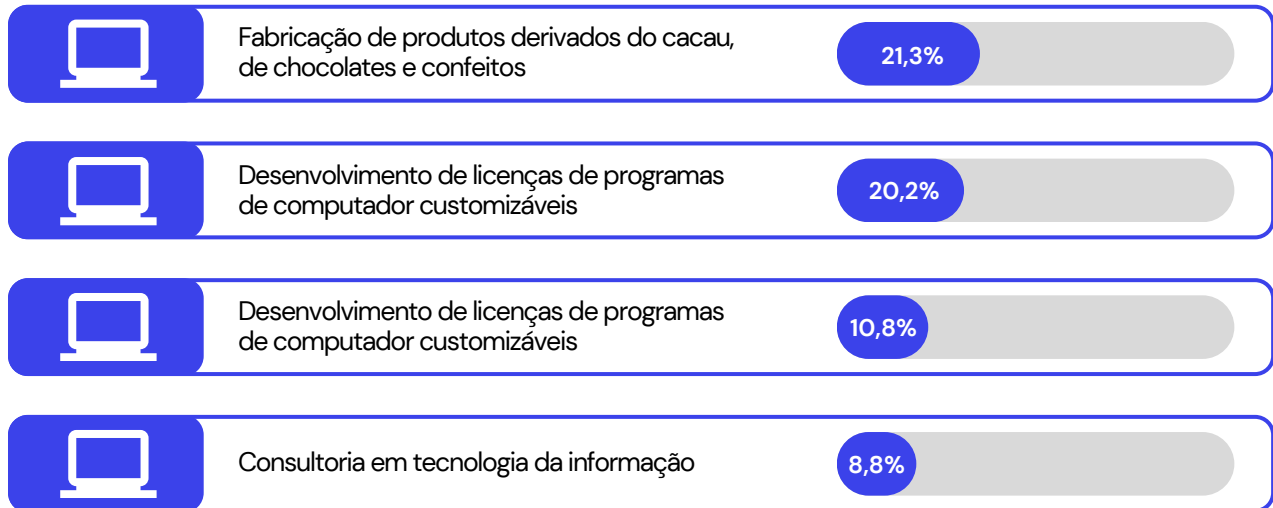 Fabricação de produtos derivados do cacau,
de chocolates e confeitos
21,3%
Desenvolvimento de licenças de programas
de computador customizáveis
20,2%
Desenvolvimento de licenças de programas
de computador customizáveis
10,8%
Consultoria em tecnologia da informação
8,8%